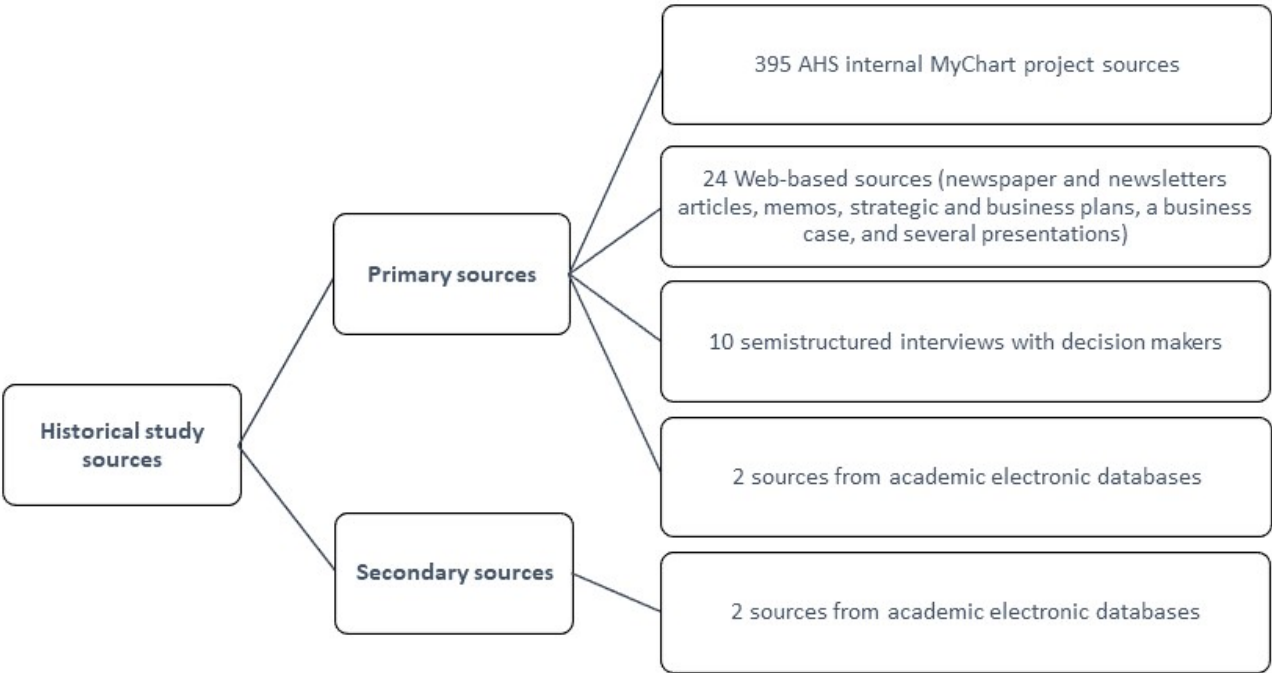 395 AHS internal MyChart project sources
24 Web-based sources (newspaper and newsletters
articles, memos, strategic and business plans, a business
case, and several presentations)
Primary sources
10 semistructured interviews with decision makers
Historical study
sources
2 sources from academic electronic databases
Secondary sources
2 sources from academic electronic databases